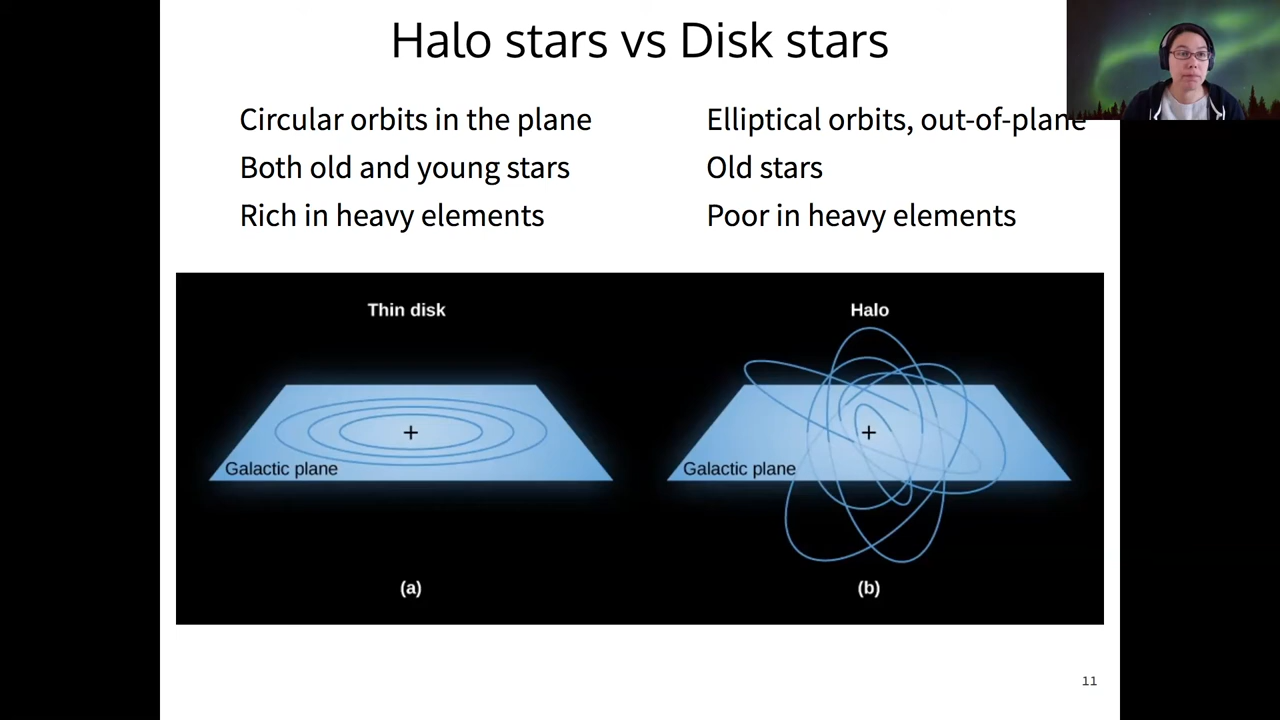 Halo stars vs Disk stars
Circular orbits in the plane
Both old and young stars
Rich in heavy elements
Elliptical orbits, out-of-plane
Old stars
Poor in heavy elements
Thin disk
Galactic plane
(a)
Halo
Galactic plane
(b)
11